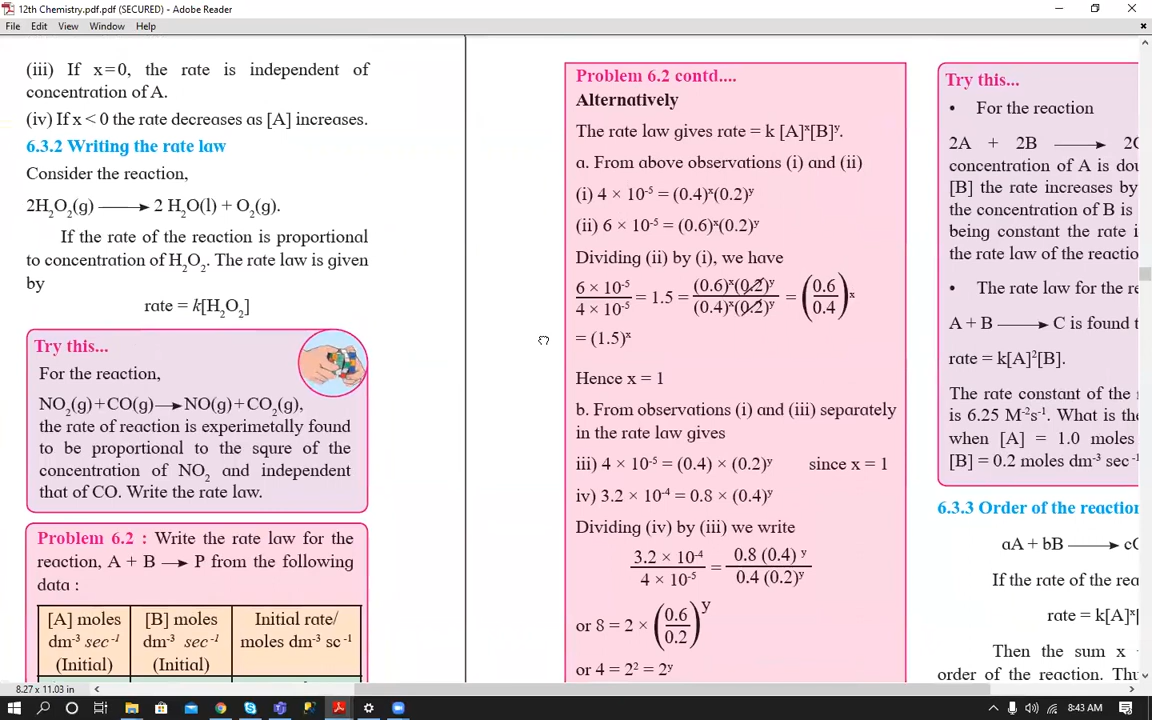 12th Chemistry.pdf.pdf (SECURED) - Adobe Reader
File Edit View Window Help
(iii) If x=0, the rate is independent of
concentration of A.
(iv) If x < 0 the rate decreases as [A] increases.
6.3.2 Writing the rate law
Consider the reaction,
2H₂O₂(g) ⟶ 2 H₂O(l) + O₂(g).
If the rate of the reaction is proportional
to concentration of H₂O₂. The rate law is given
by
rate = k[H₂O₂]
Try this...
For the reaction,
NO₂(g)+CO(g)⟶NO(g)+CO₂(g),
the rate of reaction is experimetally found
to be proportional to the squre of the
concentration of NO₂ and independent
that of CO. Write the rate law.
Problem 6.2 : Write the rate law for the
reaction, A + B ⟶ P from the following
data :
[A] moles dm⁻³ sec⁻¹ (Initial)
[B] moles dm⁻³ sec⁻¹ (Initial)
Initial rate/ moles dm⁻³ sc⁻¹
Problem 6.2 contd....
Alternatively
The rate law gives rate = k [A]ˣ[B]ʸ.
a. From above observations (i) and (ii)
(i) 4 × 10⁻⁵ = (0.4)ˣ(0.2)ʸ
(ii) 6 × 10⁻⁵ = (0.6)ˣ(0.2)ʸ
Dividing (ii) by (i), we have
6 × 10⁻⁵ / 4 × 10⁻⁵ = 1.5 = (0.6)ˣ(0.2)ʸ / (0.4)ˣ(0.2)ʸ = (0.6 / 0.4)ˣ
= (1.5)ˣ
Hence x = 1
b. From observations (i) and (iii) separately
in the rate law gives
iii) 4 × 10⁻⁵ = (0.4) × (0.2)ʸ since x = 1
iv) 3.2 × 10⁻⁴ = 0.8 × (0.4)ʸ
Dividing (iv) by (iii) we write
3.2 × 10⁻⁴ / 4 × 10⁻⁵ = 0.8 (0.4)ʸ / 0.4 (0.2)ʸ
or 8 = 2 × (0.6 / 0.2)ʸ
or 4 = 2² = 2ʸ
Try this...
• For the reaction
2A + 2B ⟶ 2
concentration of A is
[B] the rate increases by
the concentration of B is
being constant the rate
the rate law of the
• The rate law for the
A + B ⟶ C is found
rate = k[A]²[B].
The rate constant of the
is 6.25 M⁻²s⁻¹. What is the
when [A] = 1.0 moles
[B] = 0.2 moles dm⁻³ sec⁻¹
6.3.3 Order of the reaction
aA + bB ⟶
If the rate of the
rate = k[A]ˣ[
Then the sum x
order of the reaction.
8.27 x 11.03 in
8:43 AM